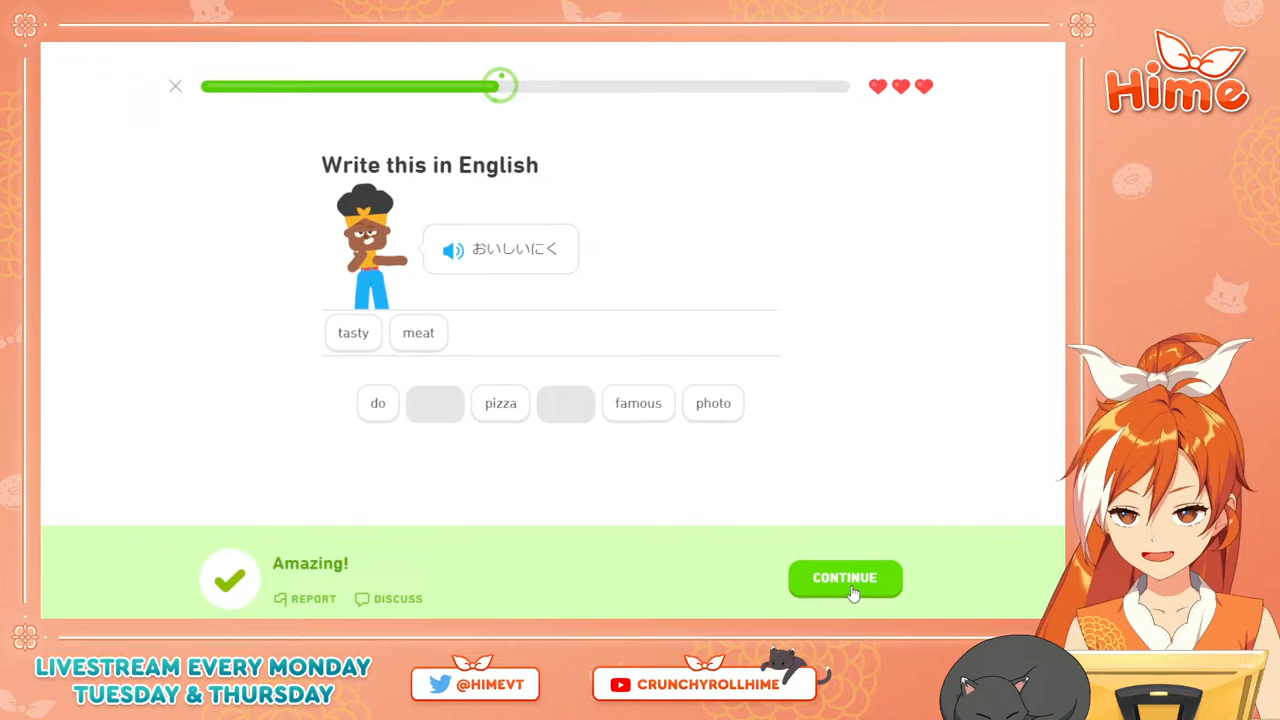 Hime
Write this in English
おいしいにく
tasty meat
do pizza famous photo
Amazing!
CONTINUE
REPORT DISCUSS
LIVESTREAM EVERY MONDAY
TUESDAY & THURSDAY
@HIMEVT
CRUNCHYROLLHIME